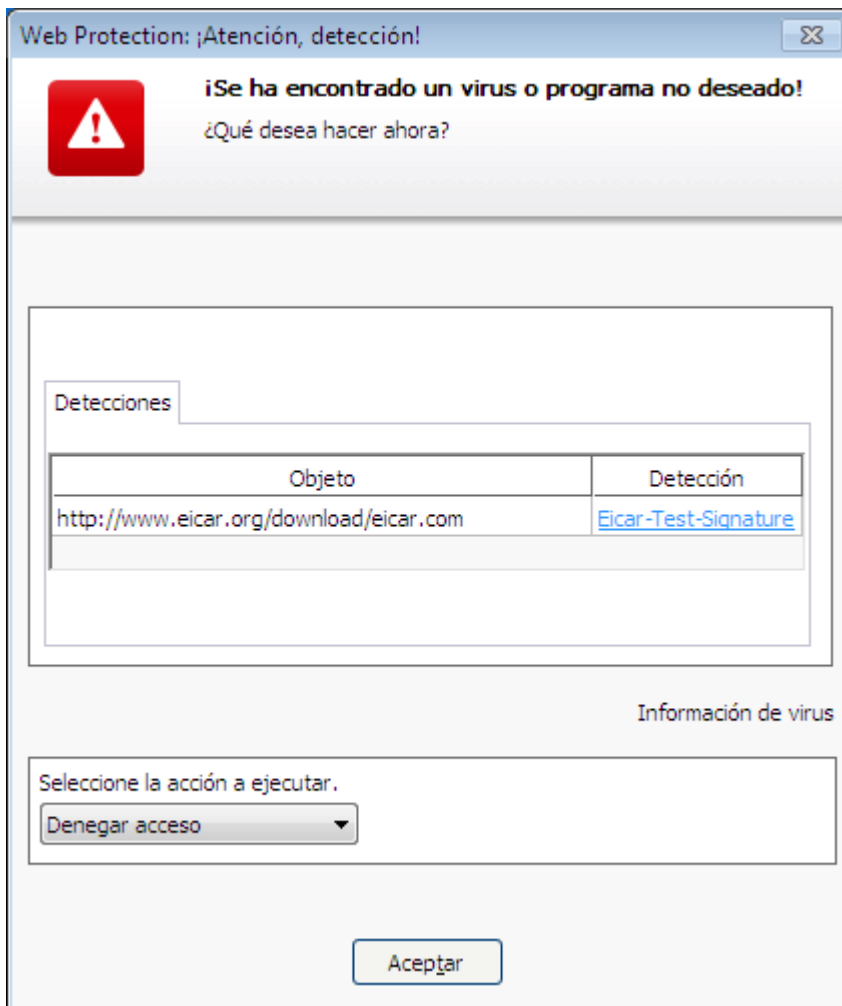 Web Protection: ¡Atención, detección!
¡Se ha encontrado un virus o programa no deseado!
¿Qué desea hacer ahora?
Detecciones
Objeto Detección
http://www.eicar.org/download/eicar.com Eicar-Test-Signature
Información de virus
Seleccione la acción a ejecutar.
Denegar acceso
Aceptar